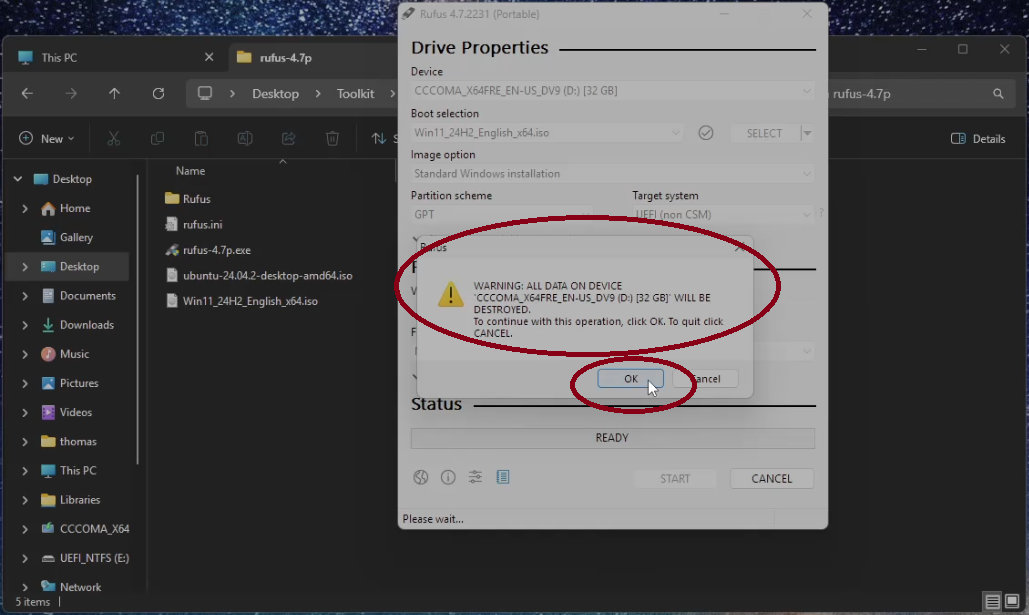 Rufus 4.7.2231 (Portable)
This PC
rufus-4.7p
Desktop
Toolkit
rufus-4.7p
New
Details
Name
Desktop
Home
Gallery
Desktop
Documents
Downloads
Music
Pictures
Videos
thomas
This PC
Libraries
CCCOMA_X64
UEFI_NTFS (E:)
Network
5 items
Rufus
rufus.ini
rufus-4.7p.exe
ubuntu-24.04.2-desktop-amd64.iso
Win11_24H2_English_x64.iso
Drive Properties
Device
CCCOMA_X64FRE_EN-US_DV9 (D:) [32 GB]
Boot selection
Win11_24H2_English_x64.iso
SELECT
Image option
Standard Windows installation
Partition scheme
Target system
GPT
UEFI (non CSM)
?
Rufus
WARNING: ALL DATA ON DEVICE
'CCCOMA_X64FRE_EN-US_DV9 (D:) [32 GB]' WILL BE
DESTROYED.
To continue with this operation, click OK. To quit click
CANCEL.
OK
Cancel
Status
READY
START
CANCEL
Please wait...